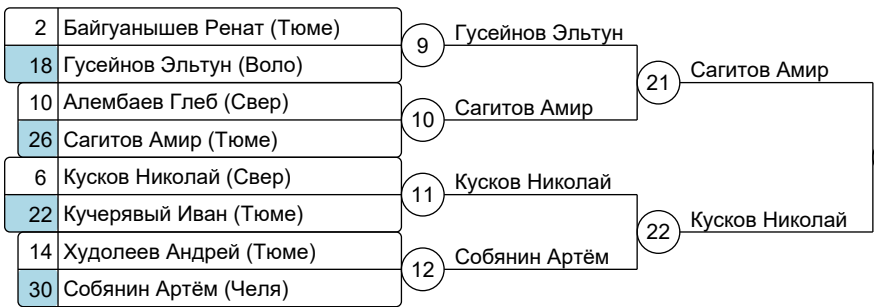 2 Байгуанышев Ренат (Тюме)
18 Гусейнов Эльтун (Воло)
9 Гусейнов Эльтун
10 Алембаев Глеб (Свер)
26 Сагитов Амир (Тюме)
10 Сагитов Амир
21 Сагитов Амир
6 Кусков Николай (Свер)
22 Кучерявый Иван (Тюме)
11 Кусков Николай
14 Худолеев Андрей (Тюме)
30 Собянин Артём (Челя)
12 Собянин Артём
22 Кусков Николай